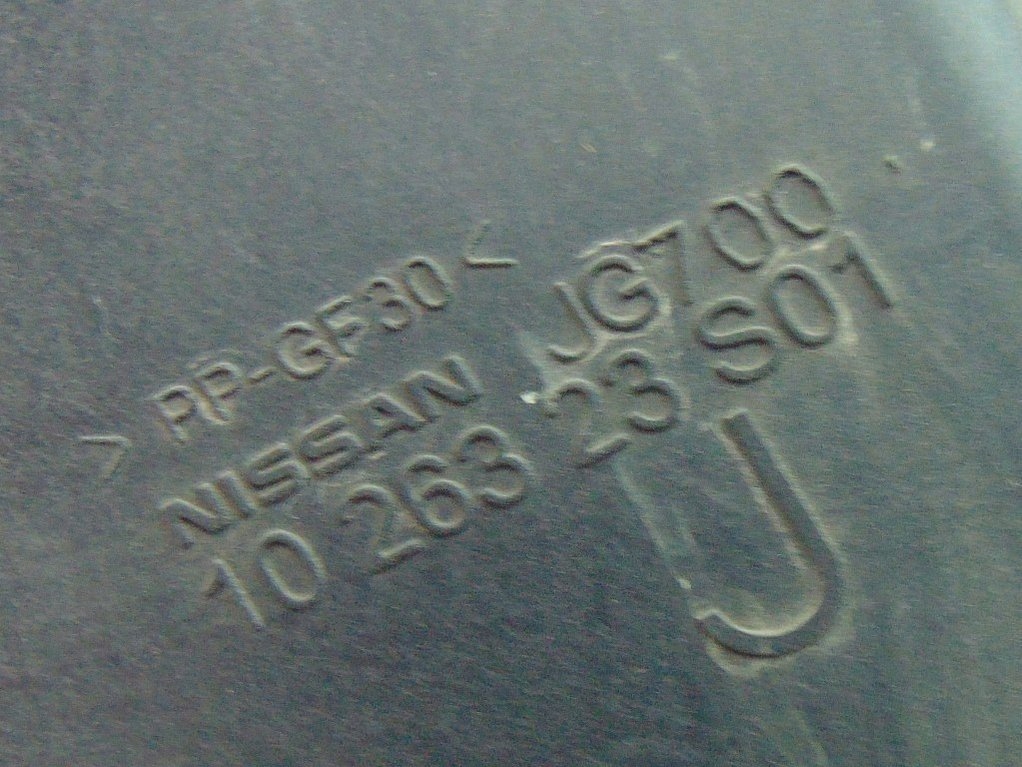 >PP-GF30<
NISSAN JG700
10 263 23 S01
J